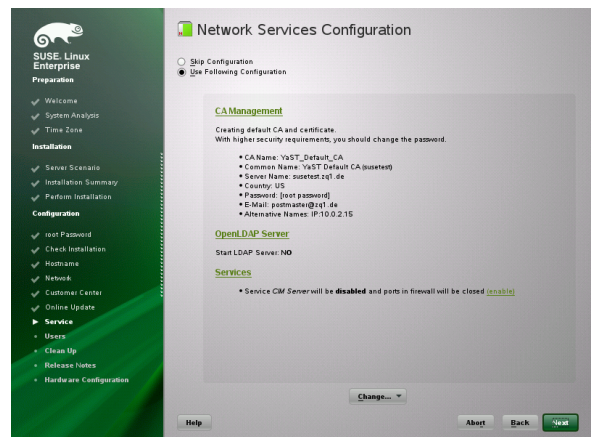 SUSE. Linux
Enterprise
Preparation
Welcome
System Analysis
Time Zone
Installation
Server Scenario
Installation Summary
Perform Installation
Configuration
root Password
Check Installation
Hostname
Network
Customer Center
Online Update
Service
Users
Clean Up
Release Notes
Hardware Configuration
Network Services Configuration
Skip Configuration
Use Following Configuration
CA Management
Creating default CA and certificate.
With higher security requirements, you should change the password.
CA Name: YaST_Default_CA
Common Name: YaST Default CA (susetest)
Server Name: susetest.zq1.de
Country: US
Password: [root password]
E-Mail: postmaster@zq1.de
Alternative Names: IP:10.0.2.15
OpenLDAP Server
Start LDAP Server: NO
Services
Service CIM Server will be disabled and ports in firewall will be closed (enable)
Change...
Help Abort Back Next